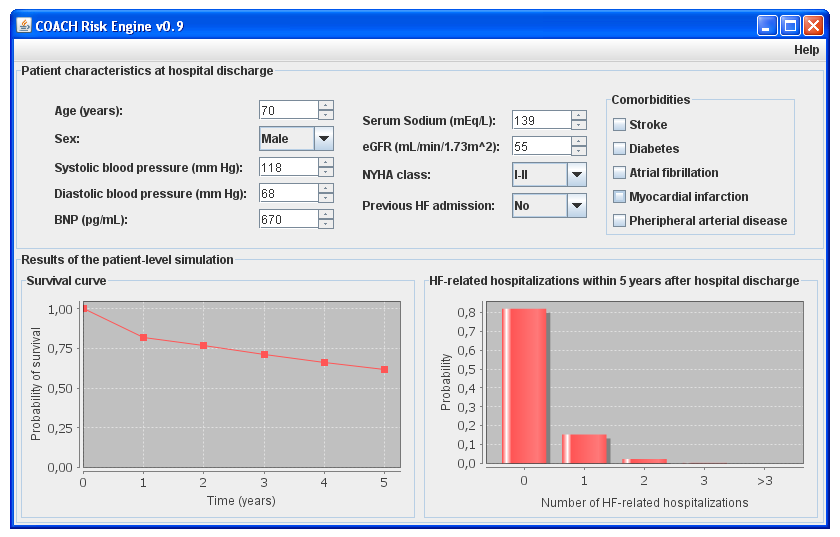 COACH Risk Engine v0.9
Help
Patient characteristics at hospital discharge
Age (years): 70
Sex: Male
Systolic blood pressure (mm Hg): 118
Diastolic blood pressure (mm Hg): 68
BNP (pg/mL): 670
Serum Sodium (mEq/L): 139
eGFR (mL/min/1.73m^2): 55
NYHA class: I-II
Previous HF admission: No
Comorbidities
Stroke
Diabetes
Atrial fibrillation
Myocardial infarction
Pheripheral arterial disease
Results of the patient-level simulation
Survival curve
Probability of survival
1,00
0,75
0,50
0,25
0,00
0 1 2 3 4 5
Time (years)
HF-related hospitalizations within 5 years after hospital discharge
Probability
0,8
0,7
0,6
0,5
0,4
0,3
0,2
0,1
0,0
0 1 2 3 >3
Number of HF-related hospitalizations